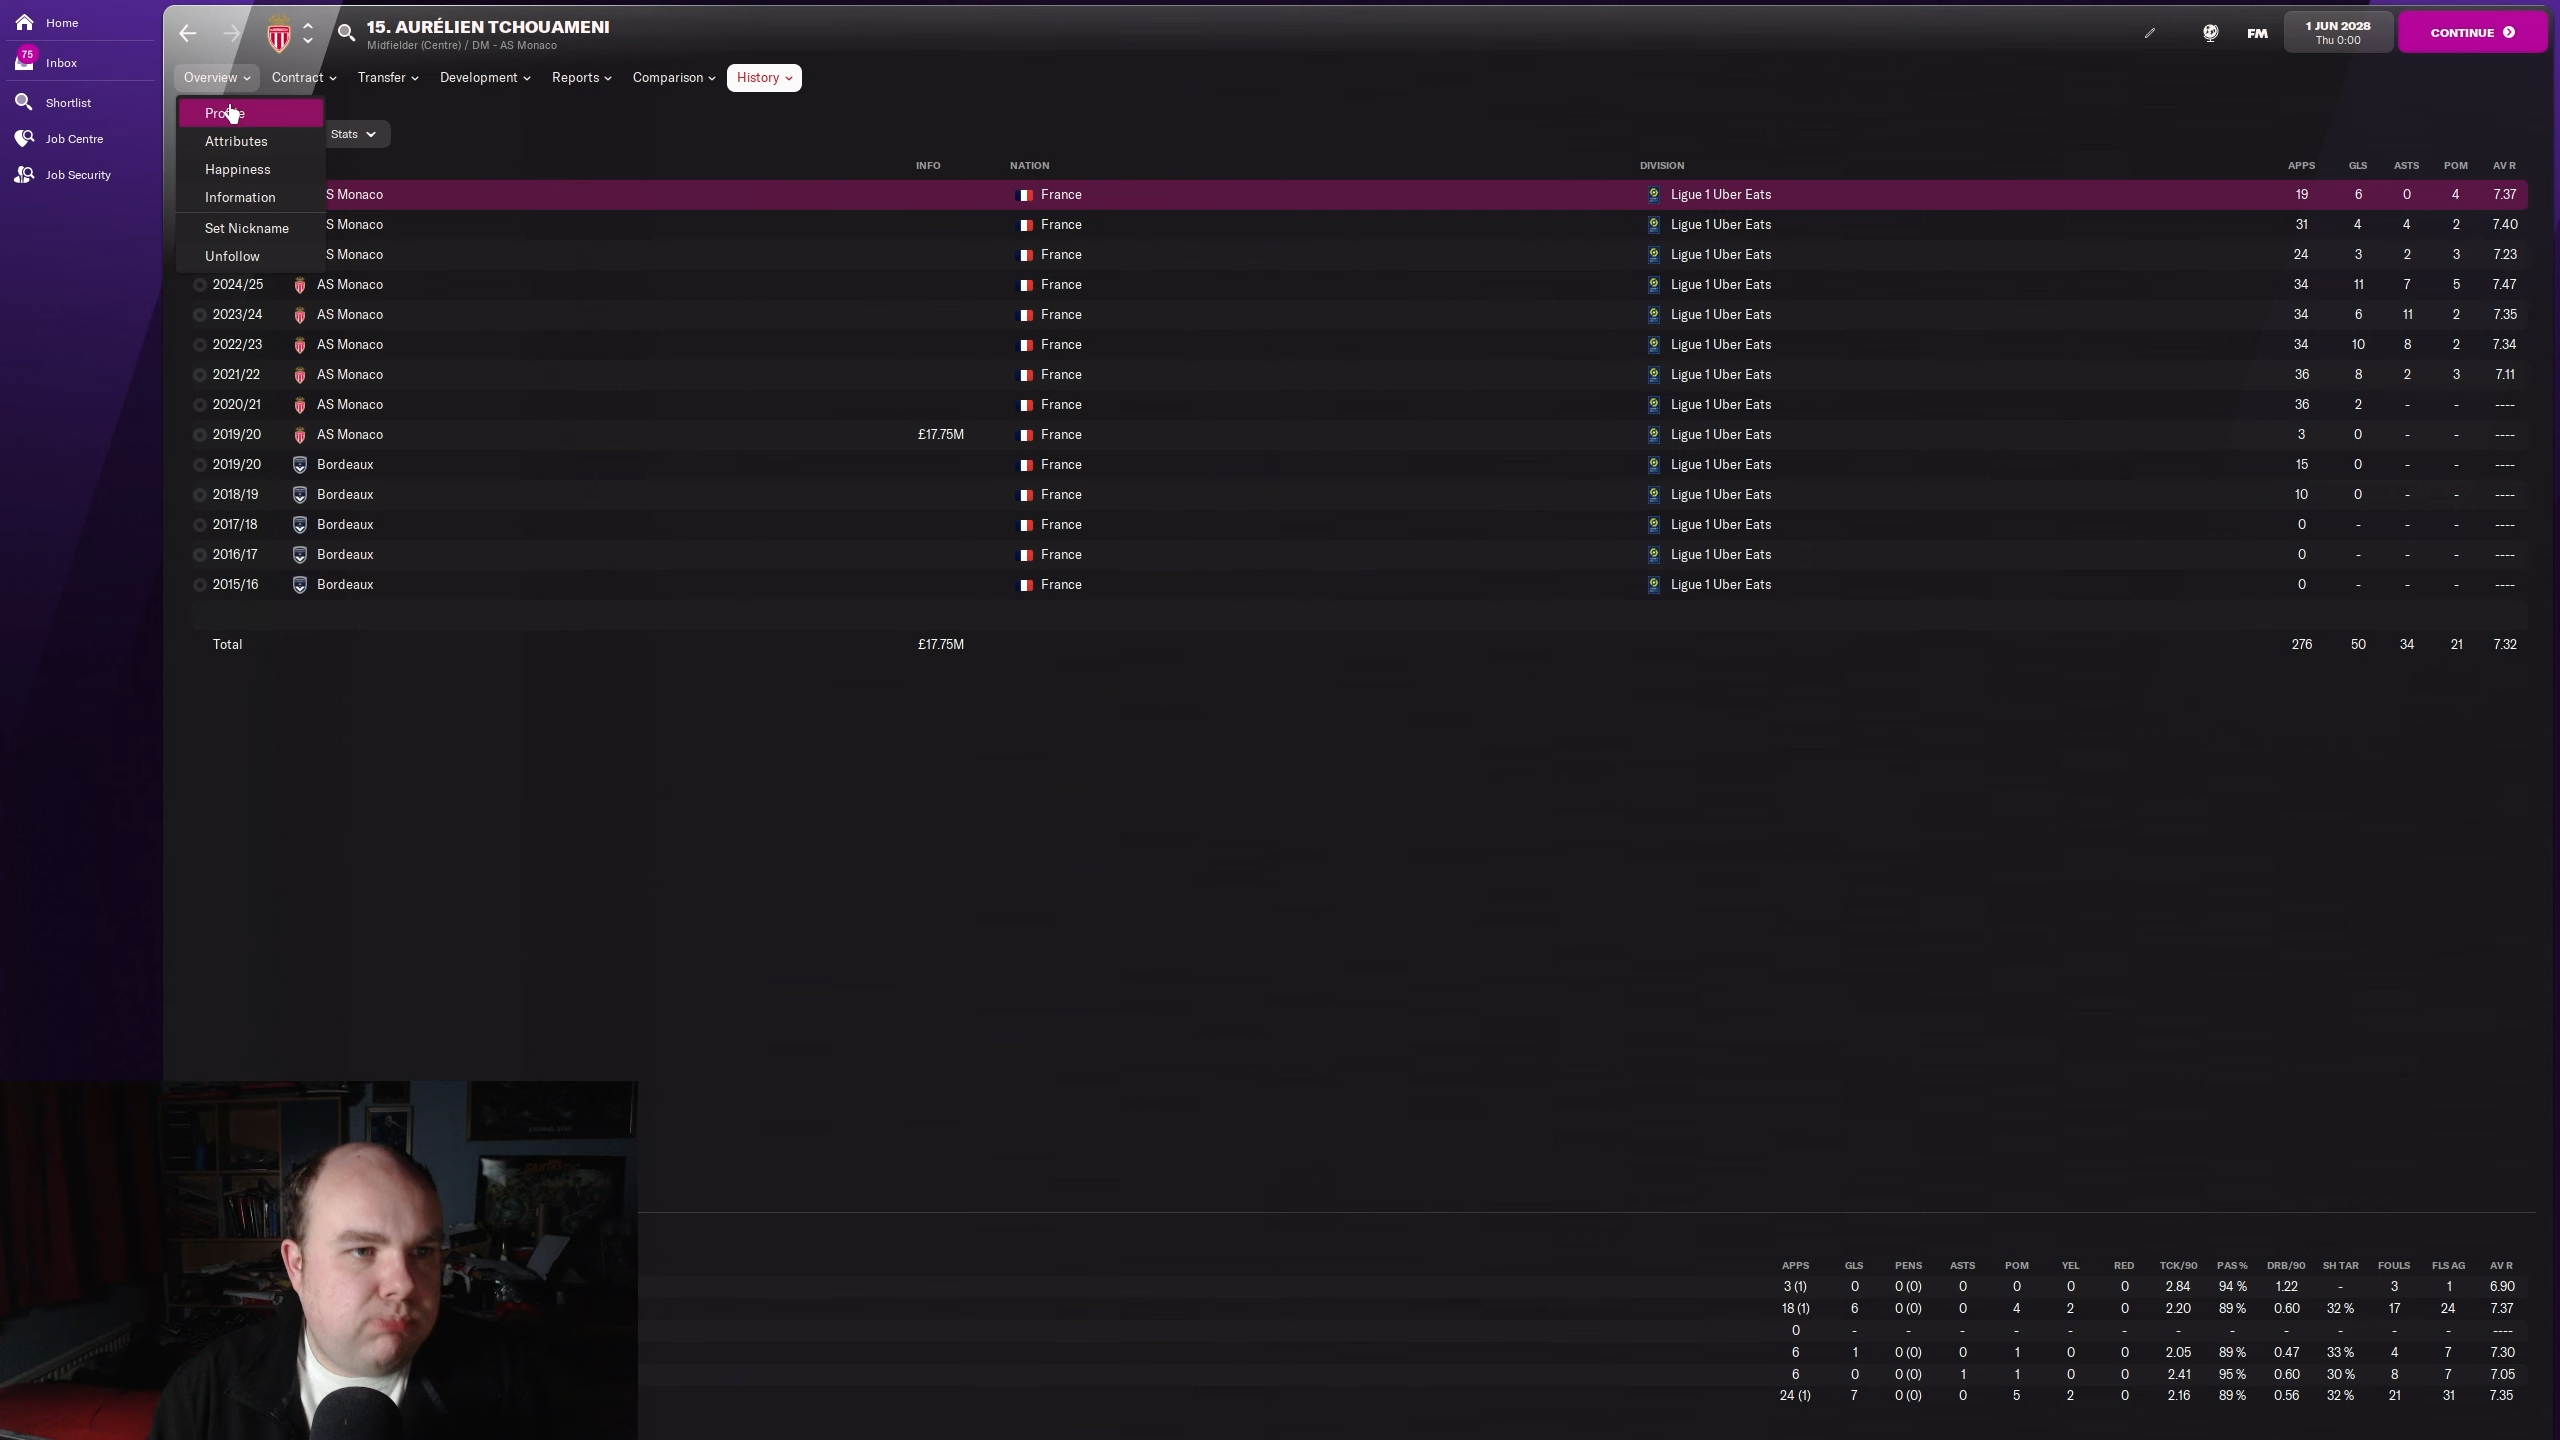 Home
75
Inbox
Shortlist
Job Centre
Job Security
15. AURÉLIEN TCHOUAMENI
Midfielder (Centre) / DM - AS Monaco
FM
1 JUN 2028
Thu 0:00
CONTINUE
Overview Contract Transfer Development Reports Comparison History
Profile
Attributes
Happiness
Information
Set Nickname
Unfollow
Stats
INFO NATION DIVISION APPS GLS ASTS POM AV R
S Monaco France Ligue 1 Uber Eats 19 6 0 4 7.37
S Monaco France Ligue 1 Uber Eats 31 4 4 2 7.40
S Monaco France Ligue 1 Uber Eats 24 3 2 3 7.23
2024/25 AS Monaco France Ligue 1 Uber Eats 34 11 7 5 7.47
2023/24 AS Monaco France Ligue 1 Uber Eats 34 6 11 2 7.35
2022/23 AS Monaco France Ligue 1 Uber Eats 34 10 8 2 7.34
2021/22 AS Monaco France Ligue 1 Uber Eats 36 8 2 3 7.11
2020/21 AS Monaco France Ligue 1 Uber Eats 36 2 - - ----
2019/20 AS Monaco £17.75M France Ligue 1 Uber Eats 3 0 - - ----
2019/20 Bordeaux France Ligue 1 Uber Eats 15 0 - - ----
2018/19 Bordeaux France Ligue 1 Uber Eats 10 0 - - ----
2017/18 Bordeaux France Ligue 1 Uber Eats 0 - - - ----
2016/17 Bordeaux France Ligue 1 Uber Eats 0 - - - ----
2015/16 Bordeaux France Ligue 1 Uber Eats 0 - - - ----
Total £17.75M 276 50 34 21 7.32
APPS GLS PENS ASTS POM YEL RED TCK/90 PAS % DRB/90 SH TAR FOULS FLS AG AV R
3 (1) 0 0 (0) 0 0 0 0 2.84 94 % 1.22 - 3 1 6.90
18 (1) 6 0 (0) 0 4 2 0 2.20 89 % 0.60 32 % 17 24 7.37
0 - - - - - - - - - - - - ----
6 1 0 (0) 0 1 0 0 2.05 89 % 0.47 33 % 4 7 7.30
6 0 0 (0) 1 1 0 0 2.41 95 % 0.60 30 % 8 7 7.05
24 (1) 7 0 (0) 0 5 2 0 2.16 89 % 0.56 32 % 21 31 7.35